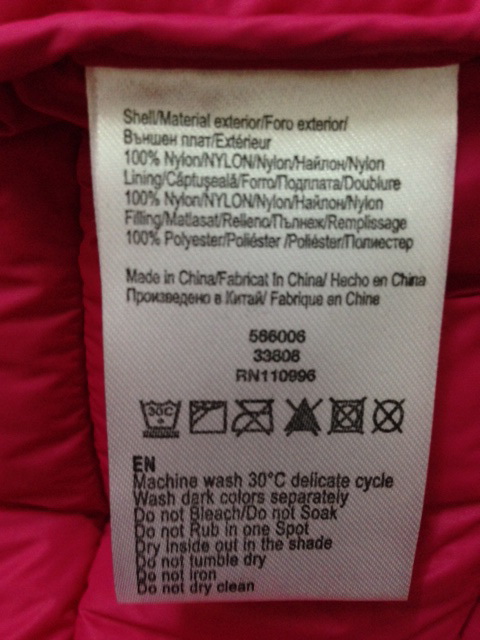 Shell/Material exterior/Foro exterior/
Външен плат/Extérieur
100% Nylon/NYLON/Nylon/Найлон/Nylon
Lining/Căptuşeală/Forro/Подплата/Doublure
100% Nylon/NYLON/Nylon/Найлон/Nylon
Filling/Matlasat/Relleno/Пълнеж/Remplissage
100% Polyester/Poliéster /Poliéster/Полиестер
Made in China/Fabricat în China/ Hecho en China
Произведено в Китай/ Fabrique en Chine
566006
33608
RN110996
30C
EN
Machine wash 30°C delicate cycle
Wash dark colors separately
Do not Bleach/Do not Soak
Do not Rub in one Spot
Dry Inside out in the shade
Do not tumble dry
Do not Iron
Do not dry clean